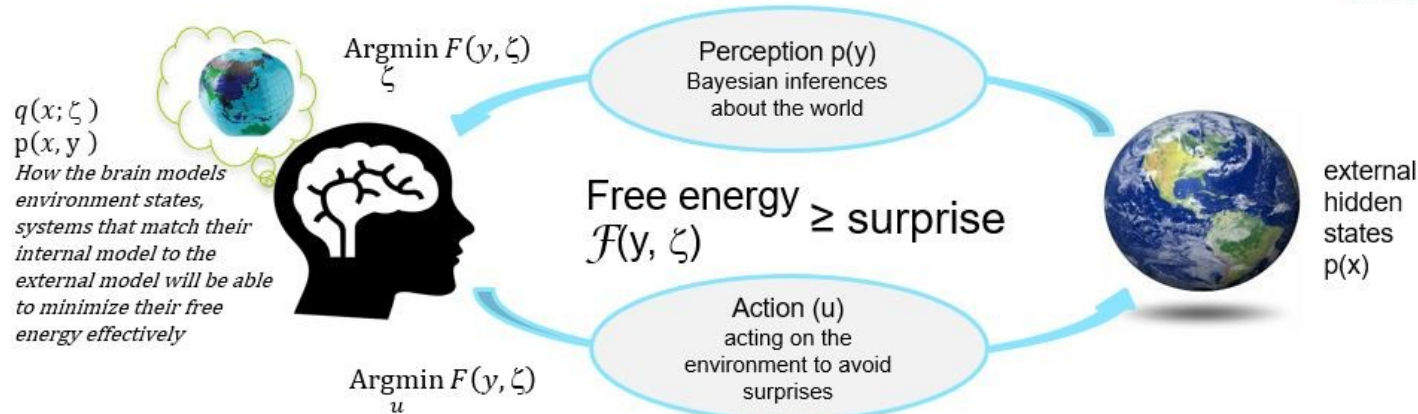 Argmin F(y, ζ)
ζ
q(x; ζ )
p(x, y )
How the brain models
environment states,
systems that match their
internal model to the
external model will be able
to minimize their free
energy effectively
Perception p(y)
Bayesian inferences
about the world
Free energy ≥ surprise
ℱ(y, ζ)
external
hidden
states
p(x)
Action (u)
acting on the
environment to avoid
surprises
Argmin F(y, ζ)
u